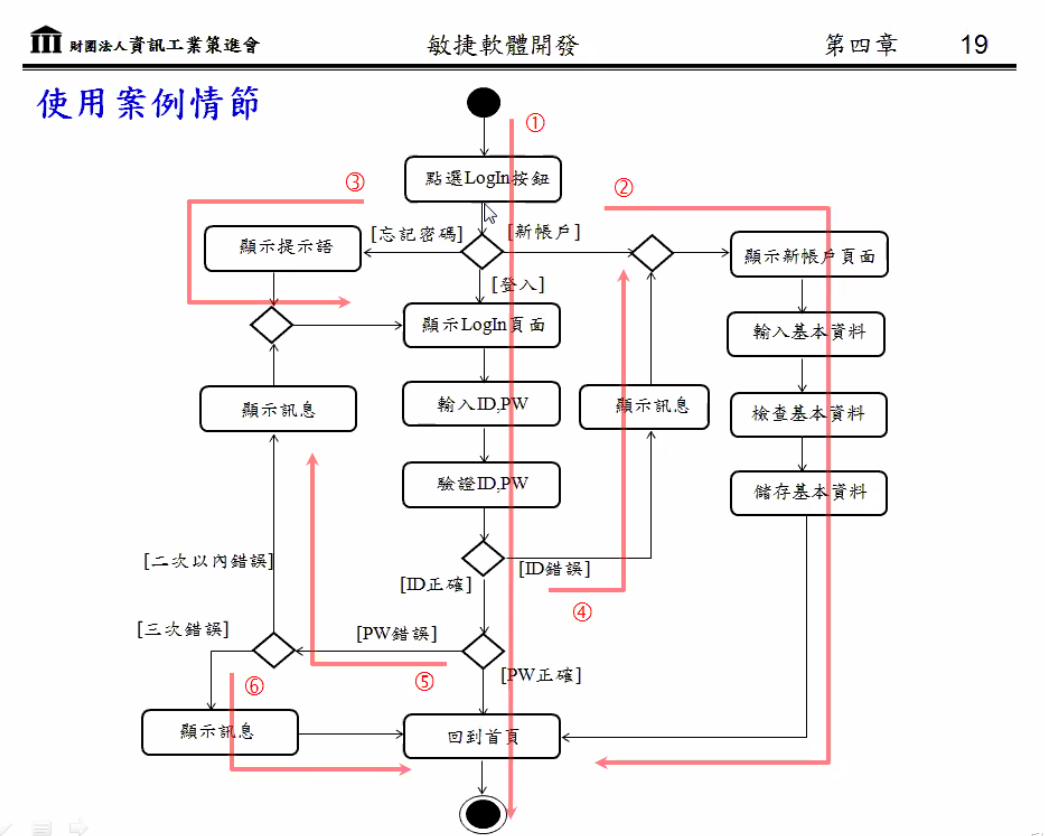 財團法人資訊工業策進會 敏捷軟體開發 第四章 19
使用案例情節
①
點選LogIn按鈕
③
②
[忘記密碼]
[新帳戶]
顯示提示語
顯示新帳戶頁面
[登入]
顯示LogIn頁面
輸入基本資料
顯示訊息
輸入ID,PW
顯示訊息
檢查基本資料
驗證ID,PW
儲存基本資料
[二次以內錯誤]
[ID正確]
[ID錯誤]
④
[三次錯誤]
[PW錯誤]
⑤
[PW正確]
⑥
顯示訊息
回到首頁